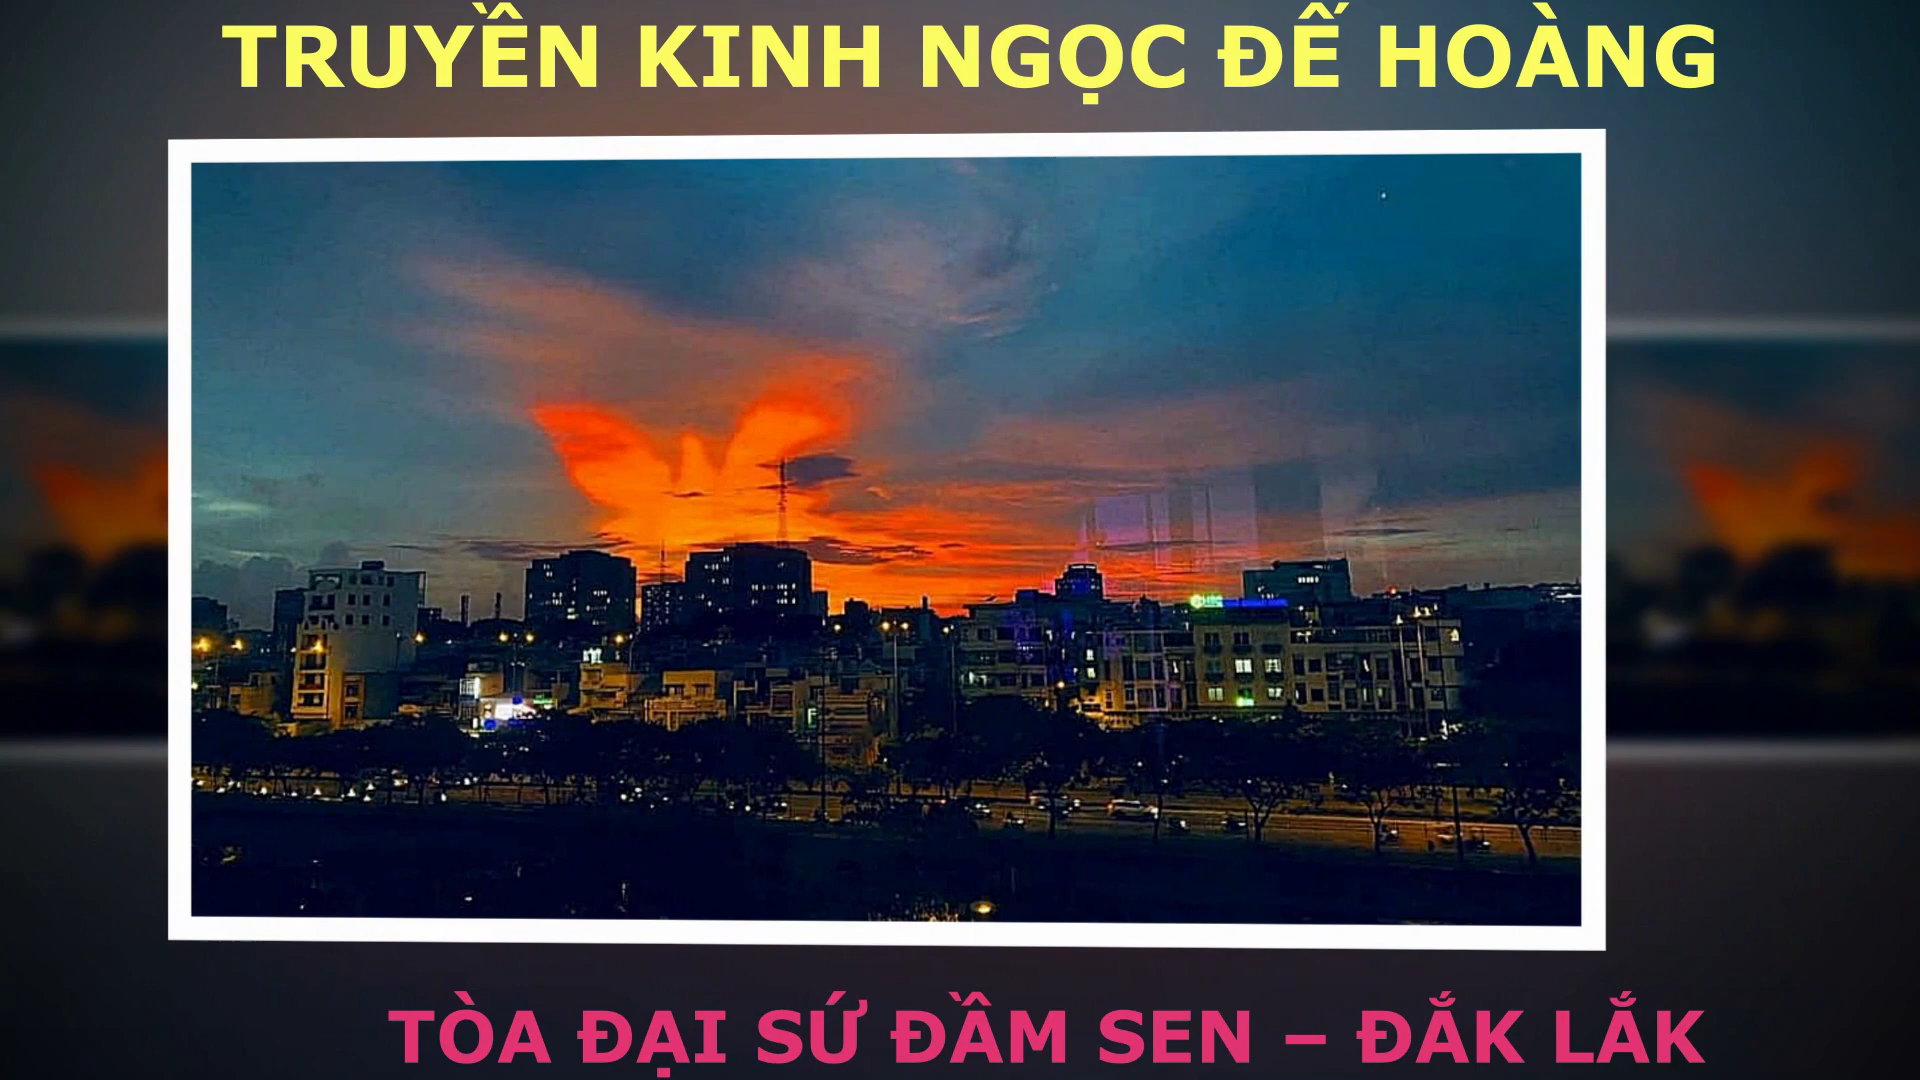 TRUYỀN KINH NGỌC ĐẾ HOÀNG
TÒA ĐẠI SỨ ĐẦM SEN – ĐẮK LẮK